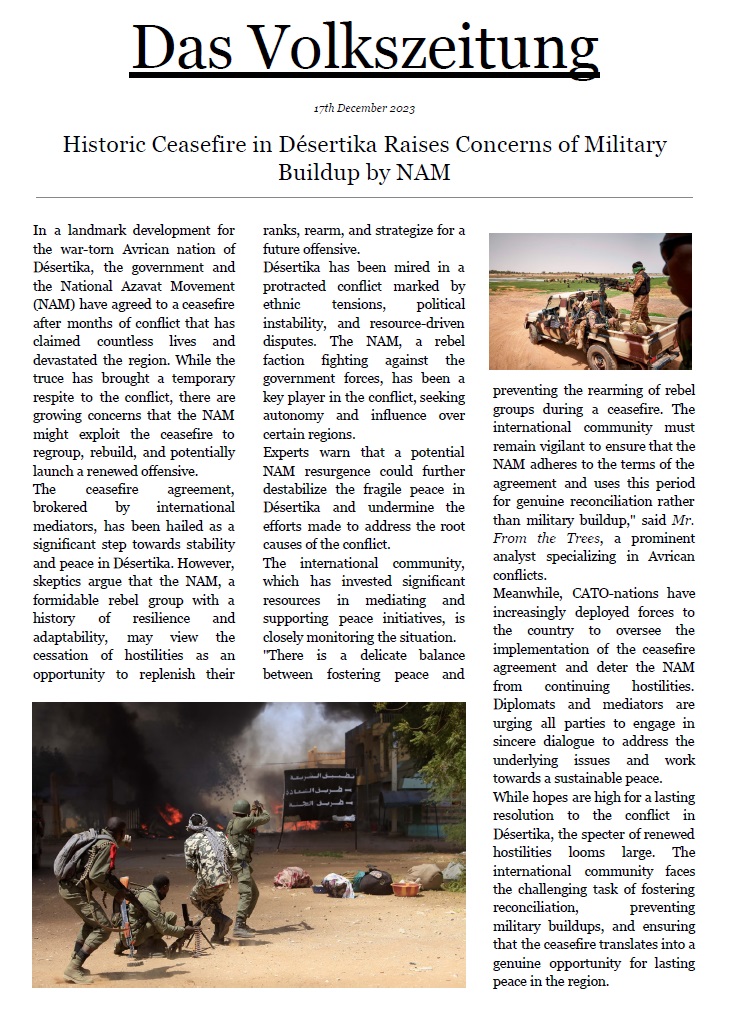 Das Volkszeitung
17th December 2023
Historic Ceasefire in Désertika Raises Concerns of Military
Buildup by NAM
In a landmark development for
the war-torn Avrican nation of
Désertika, the government and
the National Azavat Movement
(NAM) have agreed to a ceasefire
after months of conflict that has
claimed countless lives and
devastated the region. While the
truce has brought a temporary
respite to the conflict, there are
growing concerns that the NAM
might exploit the ceasefire to
regroup, rebuild, and potentially
launch a renewed offensive.
The ceasefire agreement,
brokered by international
mediators, has been hailed as a
significant step towards stability
and peace in Désertika. However,
skeptics argue that the NAM, a
formidable rebel group with a
history of resilience and
adaptability, may view the
cessation of hostilities as an
opportunity to replenish their
ranks, rearm, and strategize for a
future offensive.
Désertika has been mired in a
protracted conflict marked by
ethnic tensions, political
instability, and resource-driven
disputes. The NAM, a rebel
faction fighting against the
government forces, has been a
key player in the conflict, seeking
autonomy and influence over
certain regions.
Experts warn that a potential
NAM resurgence could further
destabilize the fragile peace in
Désertika and undermine the
efforts made to address the root
causes of the conflict.
The international community,
which has invested significant
resources in mediating and
supporting peace initiatives, is
closely monitoring the situation.
"There is a delicate balance
between fostering peace and
preventing the rearming of rebel
groups during a ceasefire. The
international community must
remain vigilant to ensure that the
NAM adheres to the terms of the
agreement and uses this period
for genuine reconciliation rather
than military buildup," said Mr.
From the Trees, a prominent
analyst specializing in Avrican
conflicts.
Meanwhile, CATO-nations have
increasingly deployed forces to
the country to oversee the
implementation of the ceasefire
agreement and deter the NAM
from continuing hostilities.
Diplomats and mediators are
urging all parties to engage in
sincere dialogue to address the
underlying issues and work
towards a sustainable peace.
While hopes are high for a lasting
resolution to the conflict in
Désertika, the specter of renewed
hostilities looms large. The
international community faces
the challenging task of fostering
reconciliation, preventing
military buildups, and ensuring
that the ceasefire translates into a
genuine opportunity for lasting
peace in the region.
تطبيق الشريعة
طريق السعادة
طريق الجنة